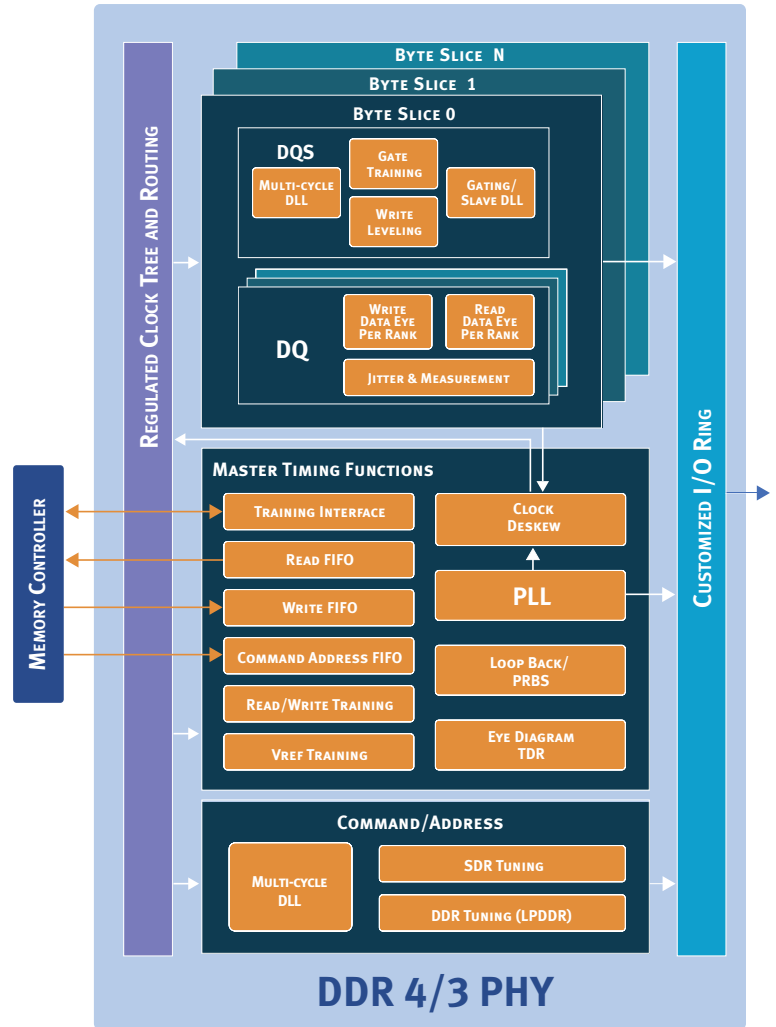 BYTE SLICE N
BYTE SLICE 1
BYTE SLICE 0
DQS
MULTI-CYCLE
DLL
GATE
TRAINING
WRITE
LEVELING
GATING/
SLAVE DLL
DQ
WRITE
DATA EYE
PER RANK
READ
DATA EYE
PER RANK
JITTER & MEASUREMENT
REGULATED CLOCK TREE AND ROUTING
CUSTOMIZED I/O RING
MEMORY CONTROLLER
MASTER TIMING FUNCTIONS
TRAINING INTERFACE
READ FIFO
WRITE FIFO
COMMAND ADDRESS FIFO
READ/WRITE TRAINING
VREF TRAINING
CLOCK
DESKEW
PLL
LOOP BACK/
PRBS
EYE DIAGRAM
TDR
COMMAND/ADDRESS
MULTI-CYCLE
DLL
SDR TUNING
DDR TUNING (LPDDR)
DDR 4/3 PHY